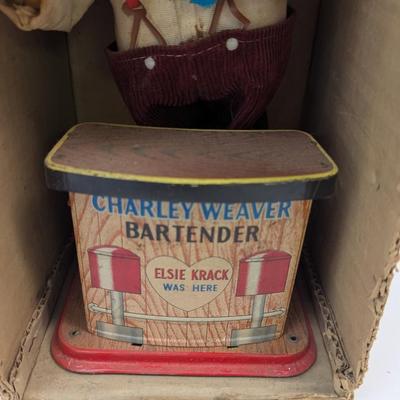 CHARLEY WEAVER
BARTENDER
ELSIE KRACK
WAS HERE